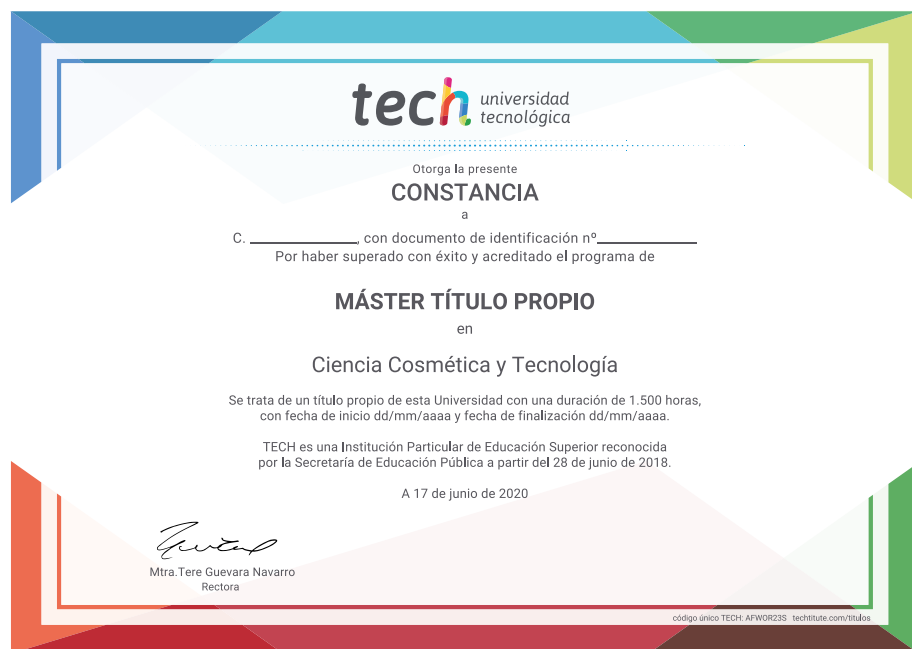 tech universidad
tecnológica
Otorga la presente
CONSTANCIA
a
C. ____________, con documento de identificación nº____________
Por haber superado con éxito y acreditado el programa de
MÁSTER TÍTULO PROPIO
en
Ciencia Cosmética y Tecnología
Se trata de un título propio de esta Universidad con una duración de 1.500 horas,
con fecha de inicio dd/mm/aaaa y fecha de finalización dd/mm/aaaa.
TECH es una Institución Particular de Educación Superior reconocida
por la Secretaría de Educación Pública a partir del 28 de junio de 2018.
A 17 de junio de 2020
Mtra.Tere Guevara Navarro
Rectora
código único TECH: AFWOR23S techtitute.com/titulos